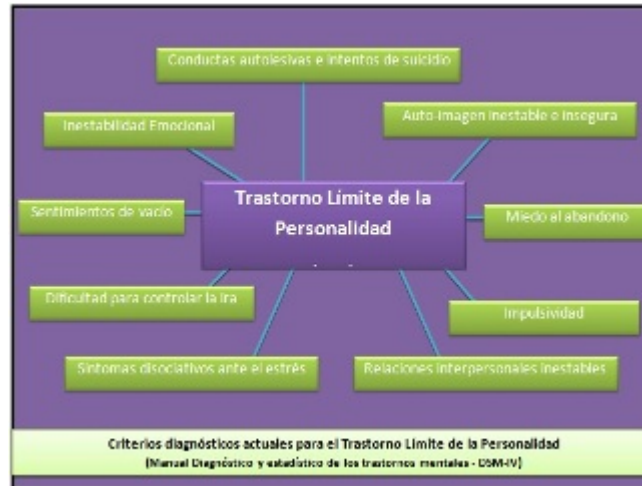 Conductas autolesivas e intentos de suicidio
Auto-imagen inestable e insegura
Inestabilidad Emocional
Trastorno Límite de la
Personalidad
Sentimientos de vacío
Miedo al abandono
Dificultad para controlar la ira
Impulsividad
Síntomas disociativos ante el estrés
Relaciones interpersonales inestables
Criterios diagnósticos actuales para el Trastorno Límite de la Personalidad
(Manual Diagnóstico y estadístico de los trastornos mentales - DSM-IV)